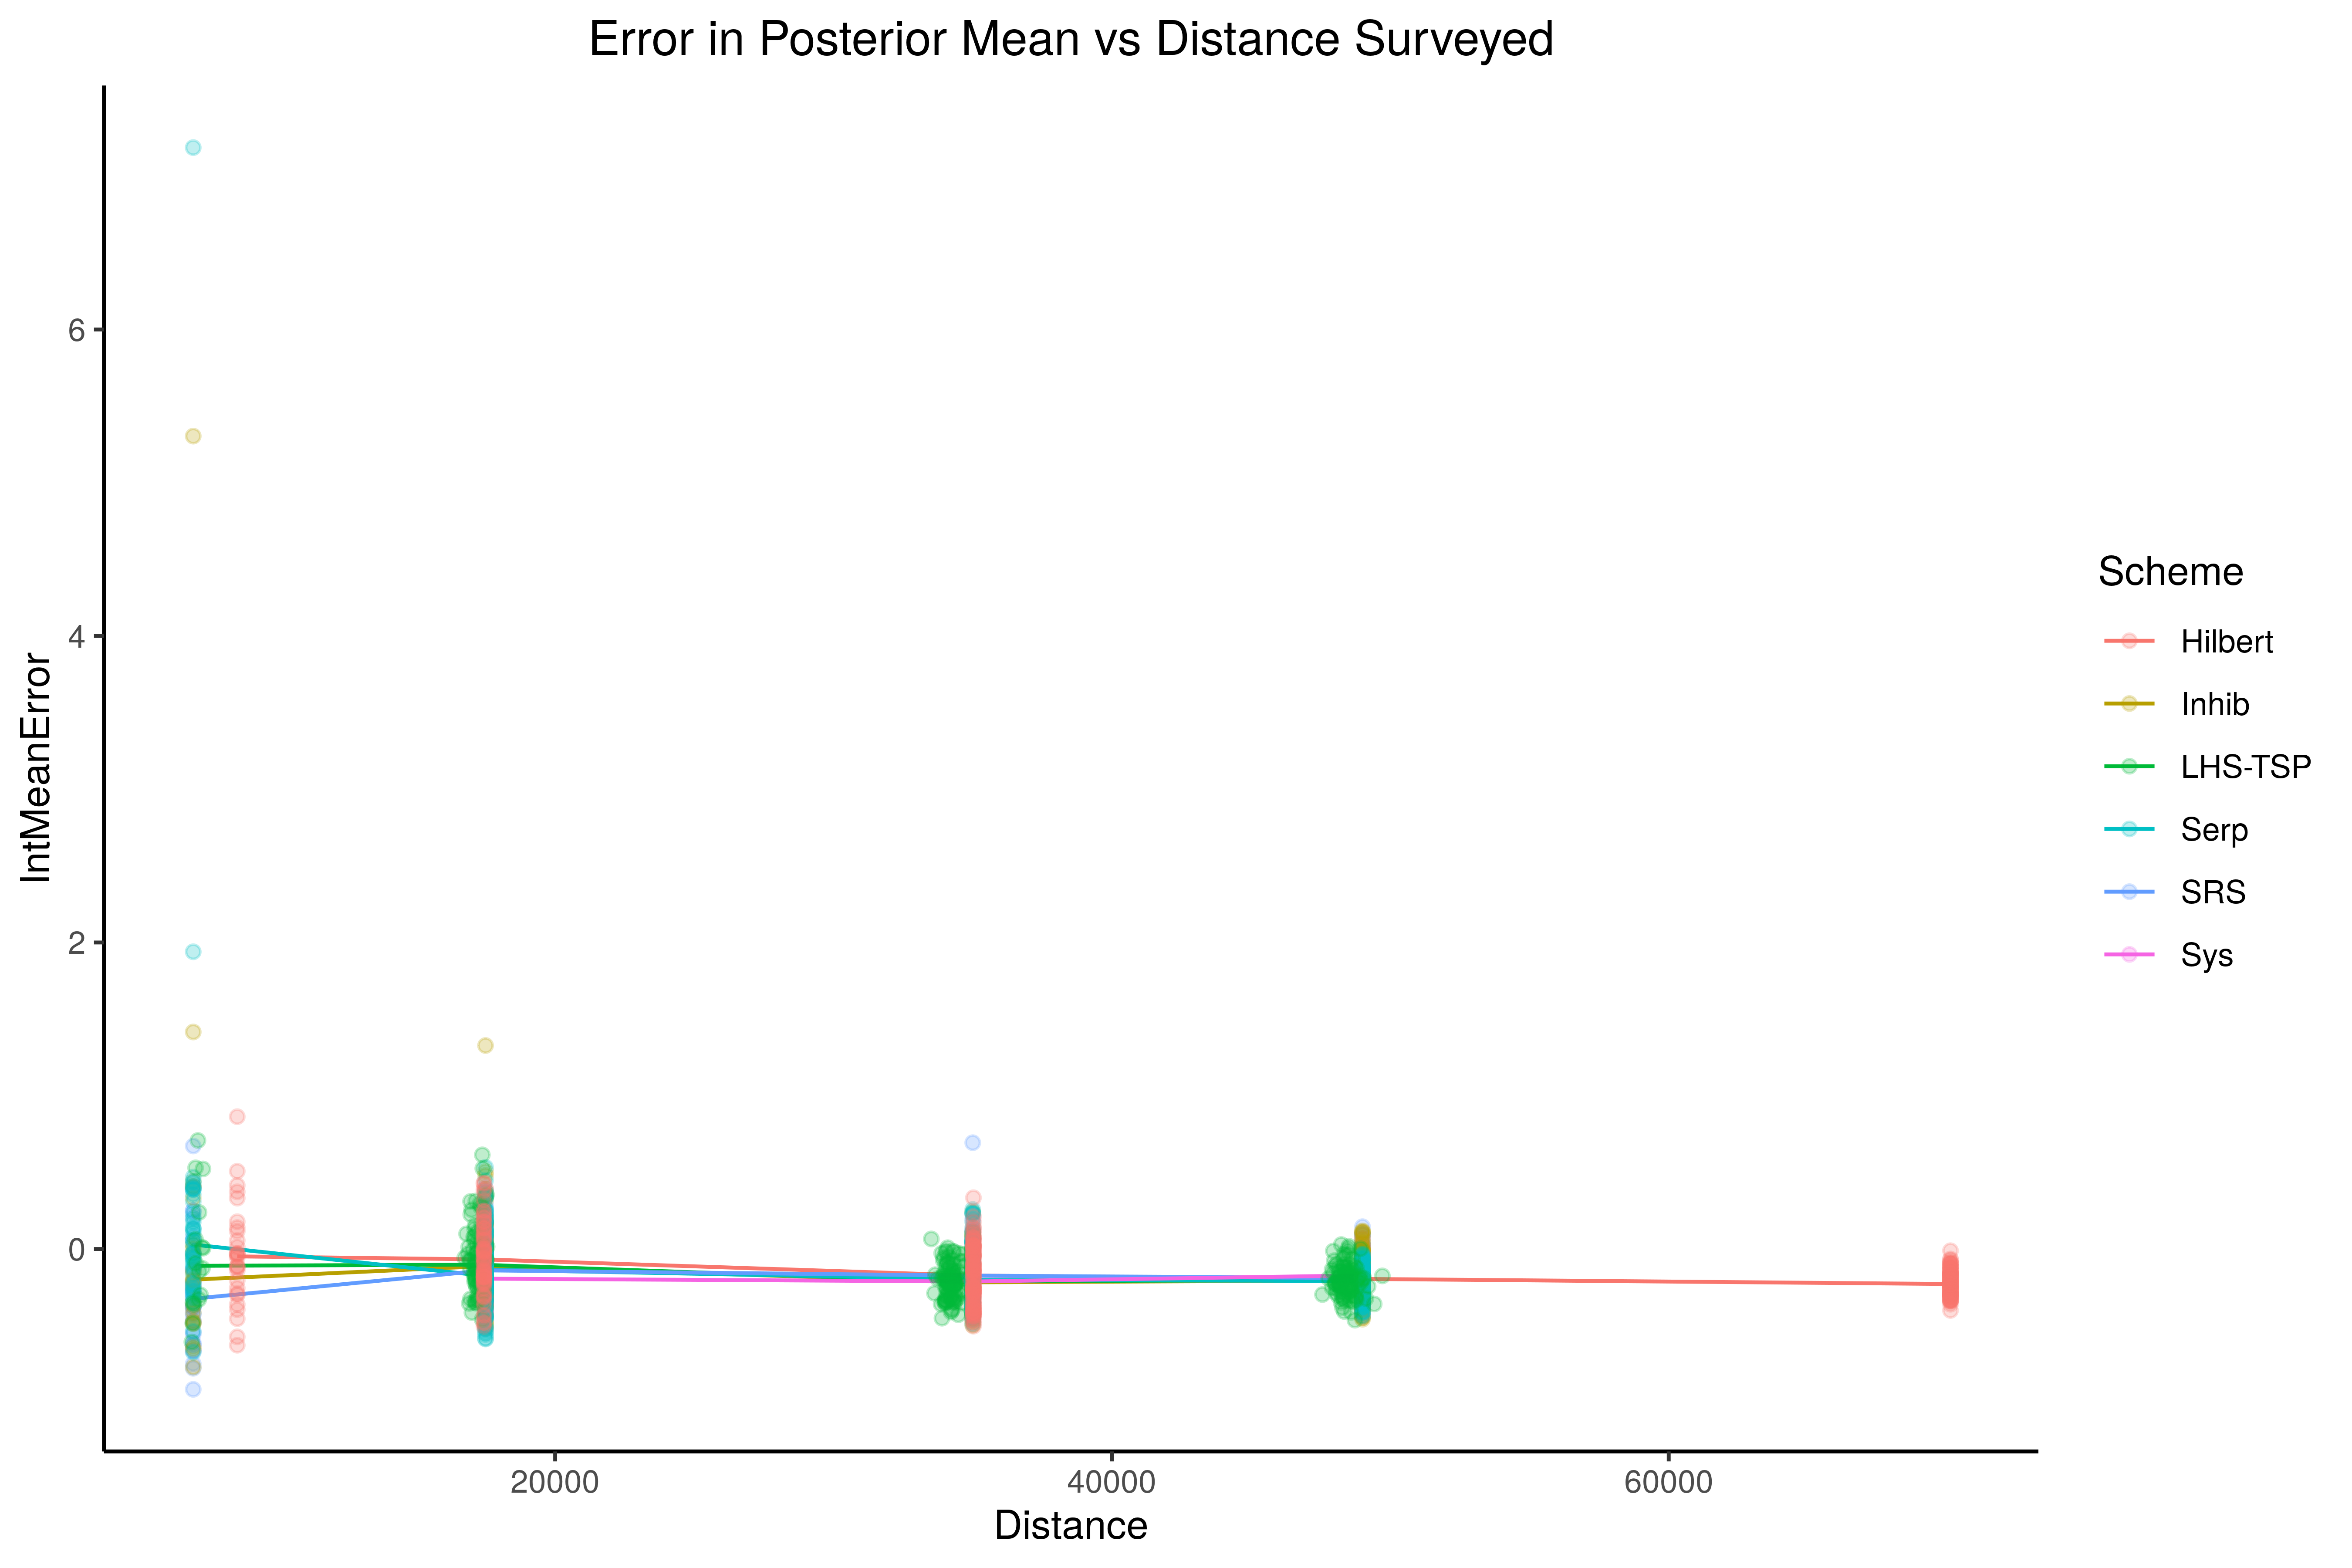 Error in Posterior Mean vs Distance Surveyed
IntMeanError
6
4
2
0
20000
40000
60000
Distance
Scheme
Hilbert
Inhib
LHS-TSP
Serp
SRS
Sys